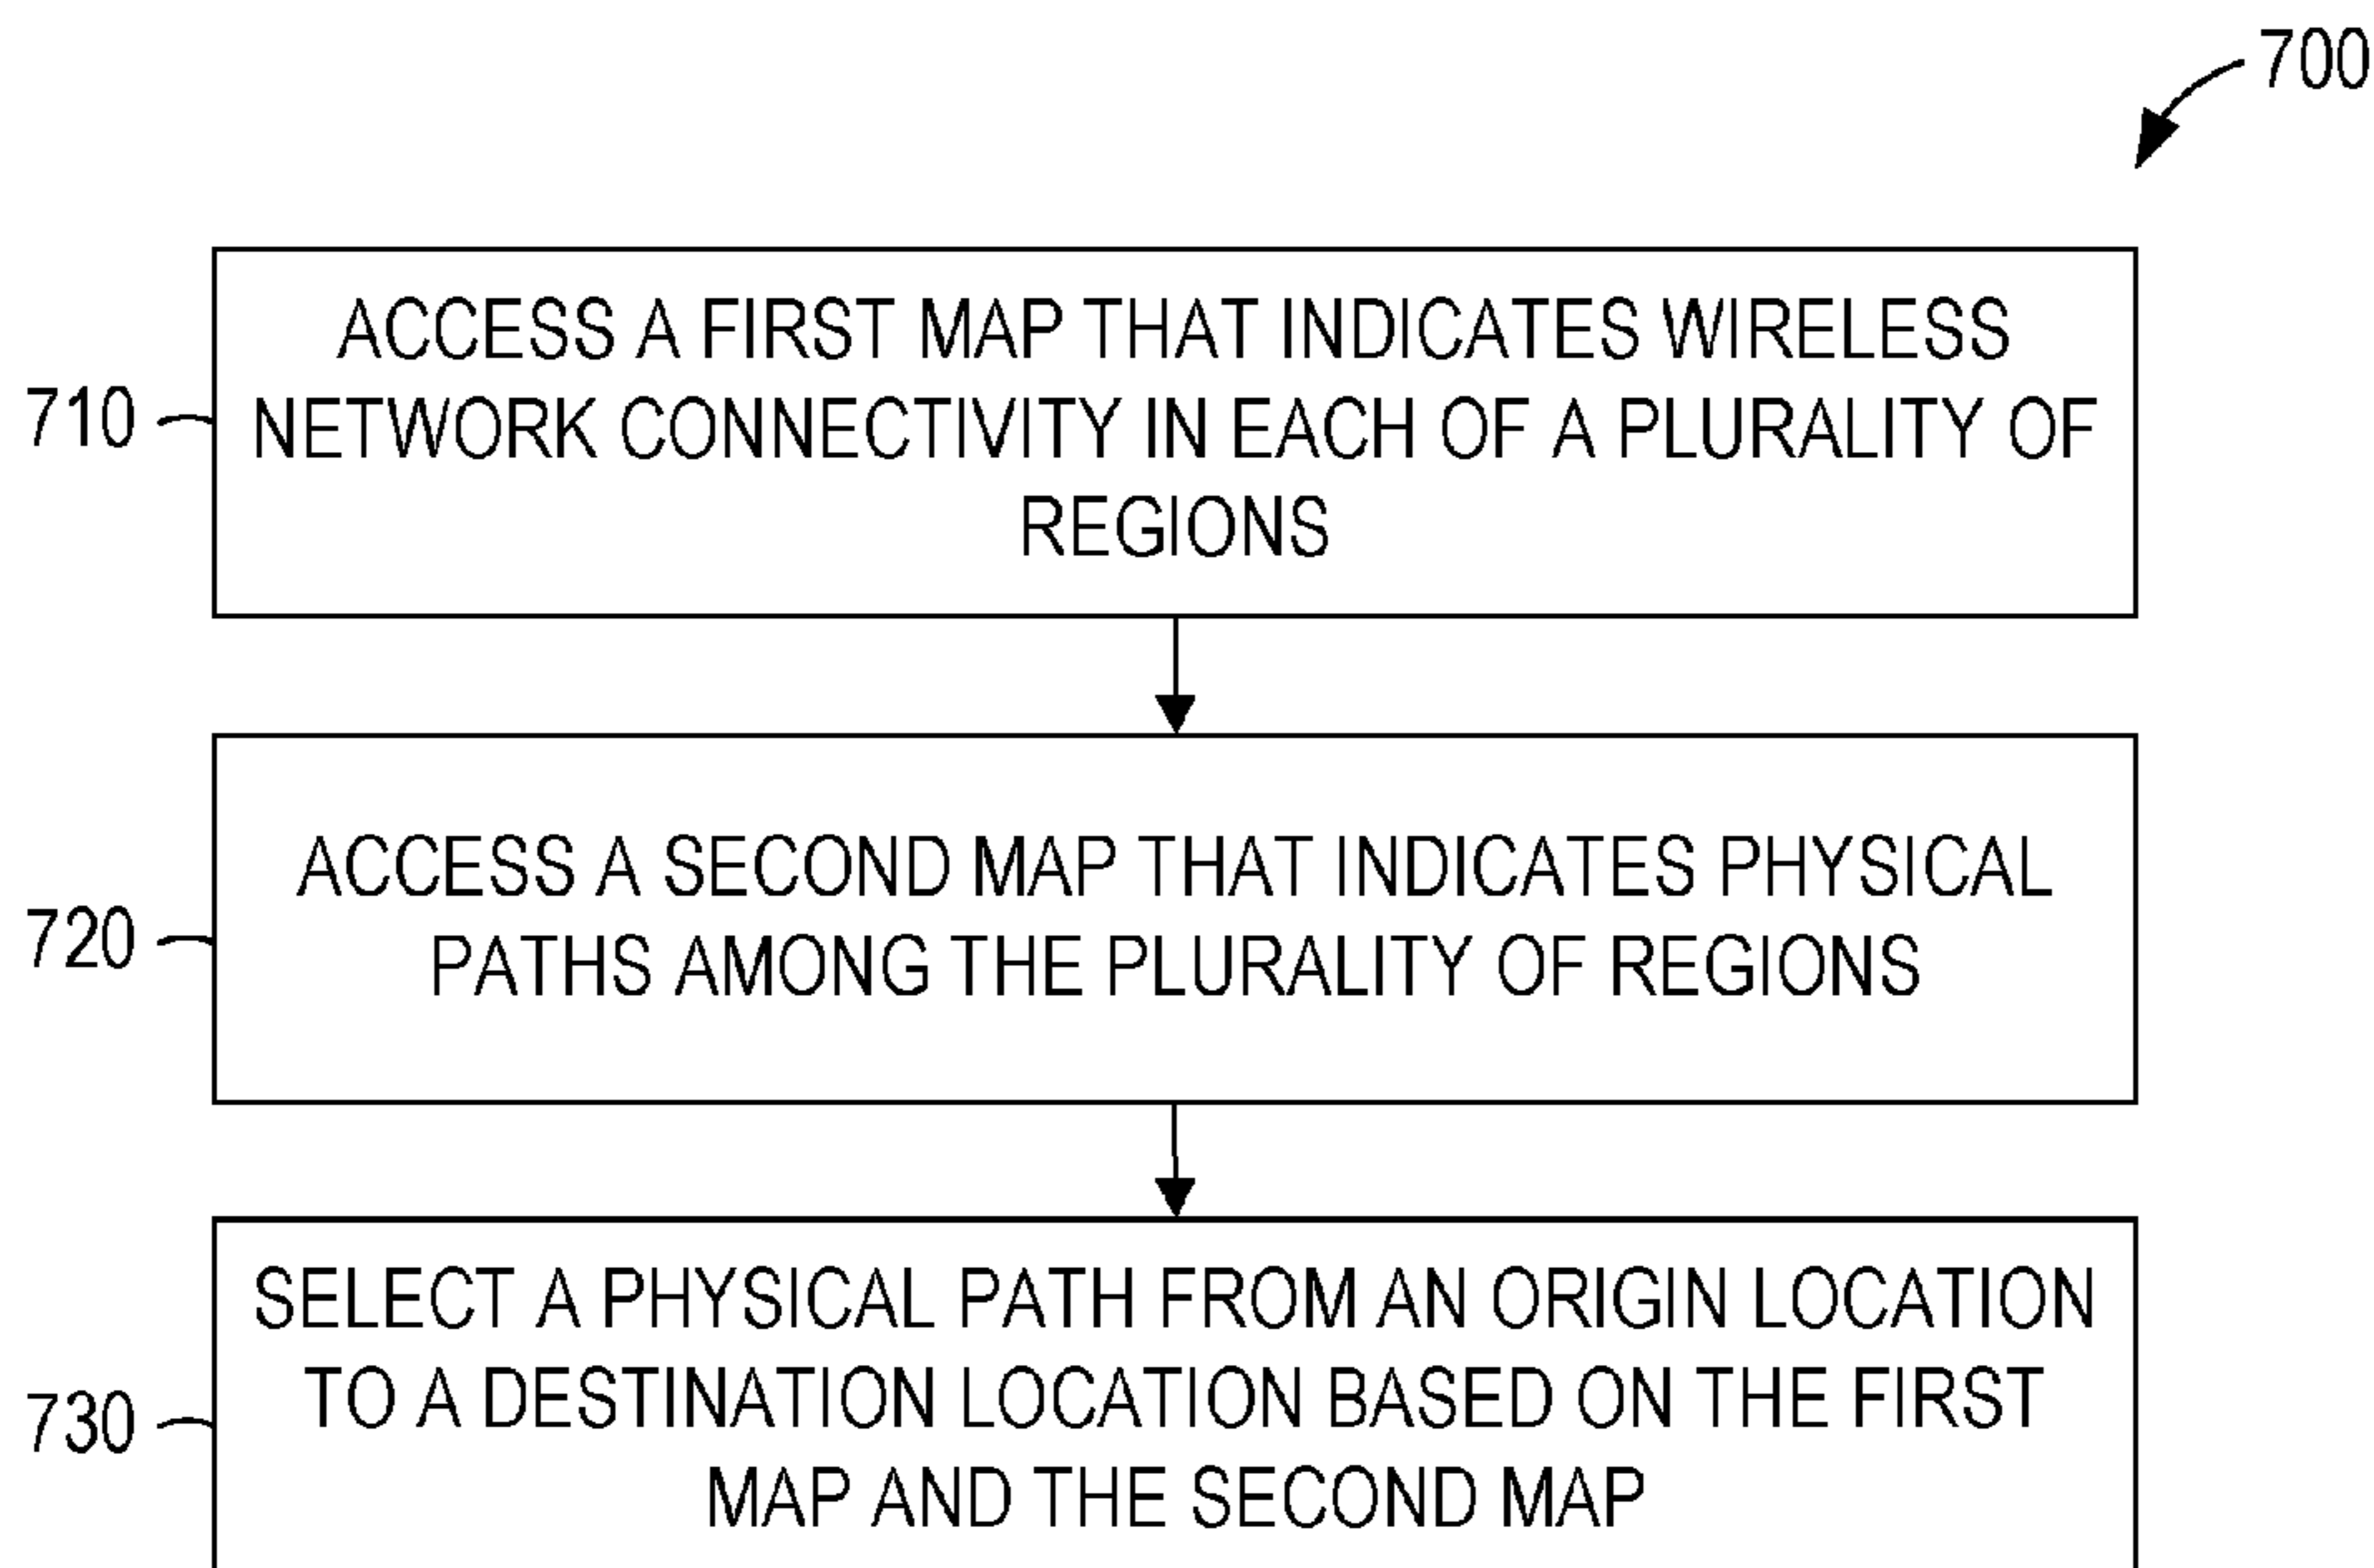 700
710
ACCESS A FIRST MAP THAT INDICATES WIRELESS
NETWORK CONNECTIVITY IN EACH OF A PLURALITY OF
REGIONS
720
ACCESS A SECOND MAP THAT INDICATES PHYSICAL
PATHS AMONG THE PLURALITY OF REGIONS
730
SELECT A PHYSICAL PATH FROM AN ORIGIN LOCATION
TO A DESTINATION LOCATION BASED ON THE FIRST
MAP AND THE SECOND MAP